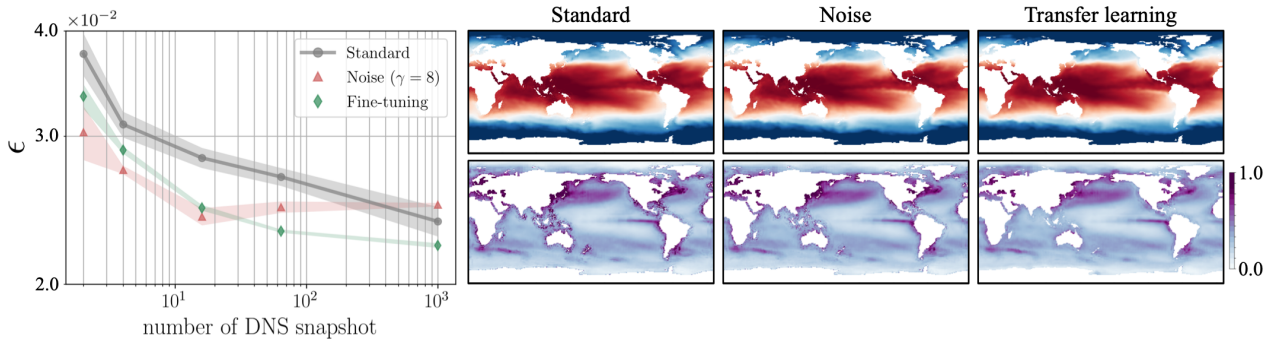 ×10⁻²
4.0
3.0
2.0
ϵ
Standard
Noise (γ = 8)
Fine-tuning
10¹
10²
10³
number of DNS snapshot
Standard
Noise
Transfer learning
1.0
0.0